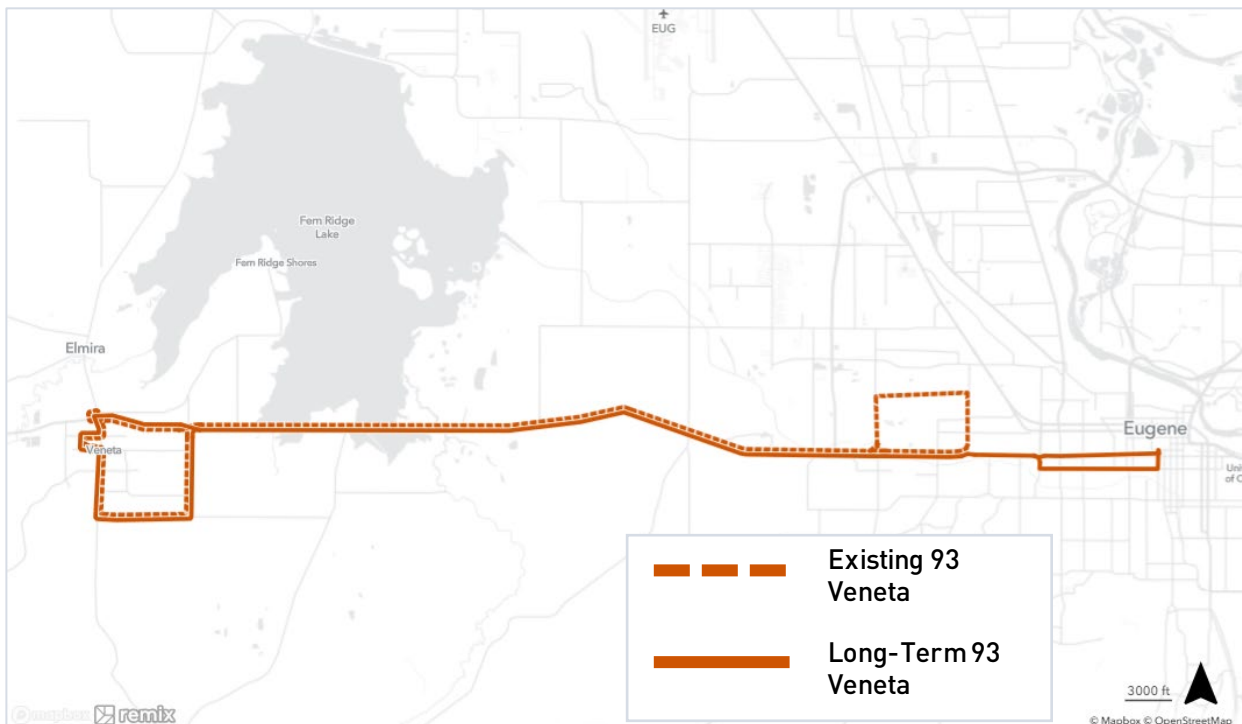 EUG
Fern Ridge
Lake
Fern Ridge Shores
Elmira
Veneta
Eugene
Existing 93
Veneta
Long-Term 93
Veneta
3000 ft
mapbox remix
© Mapbox © OpenStreetMap